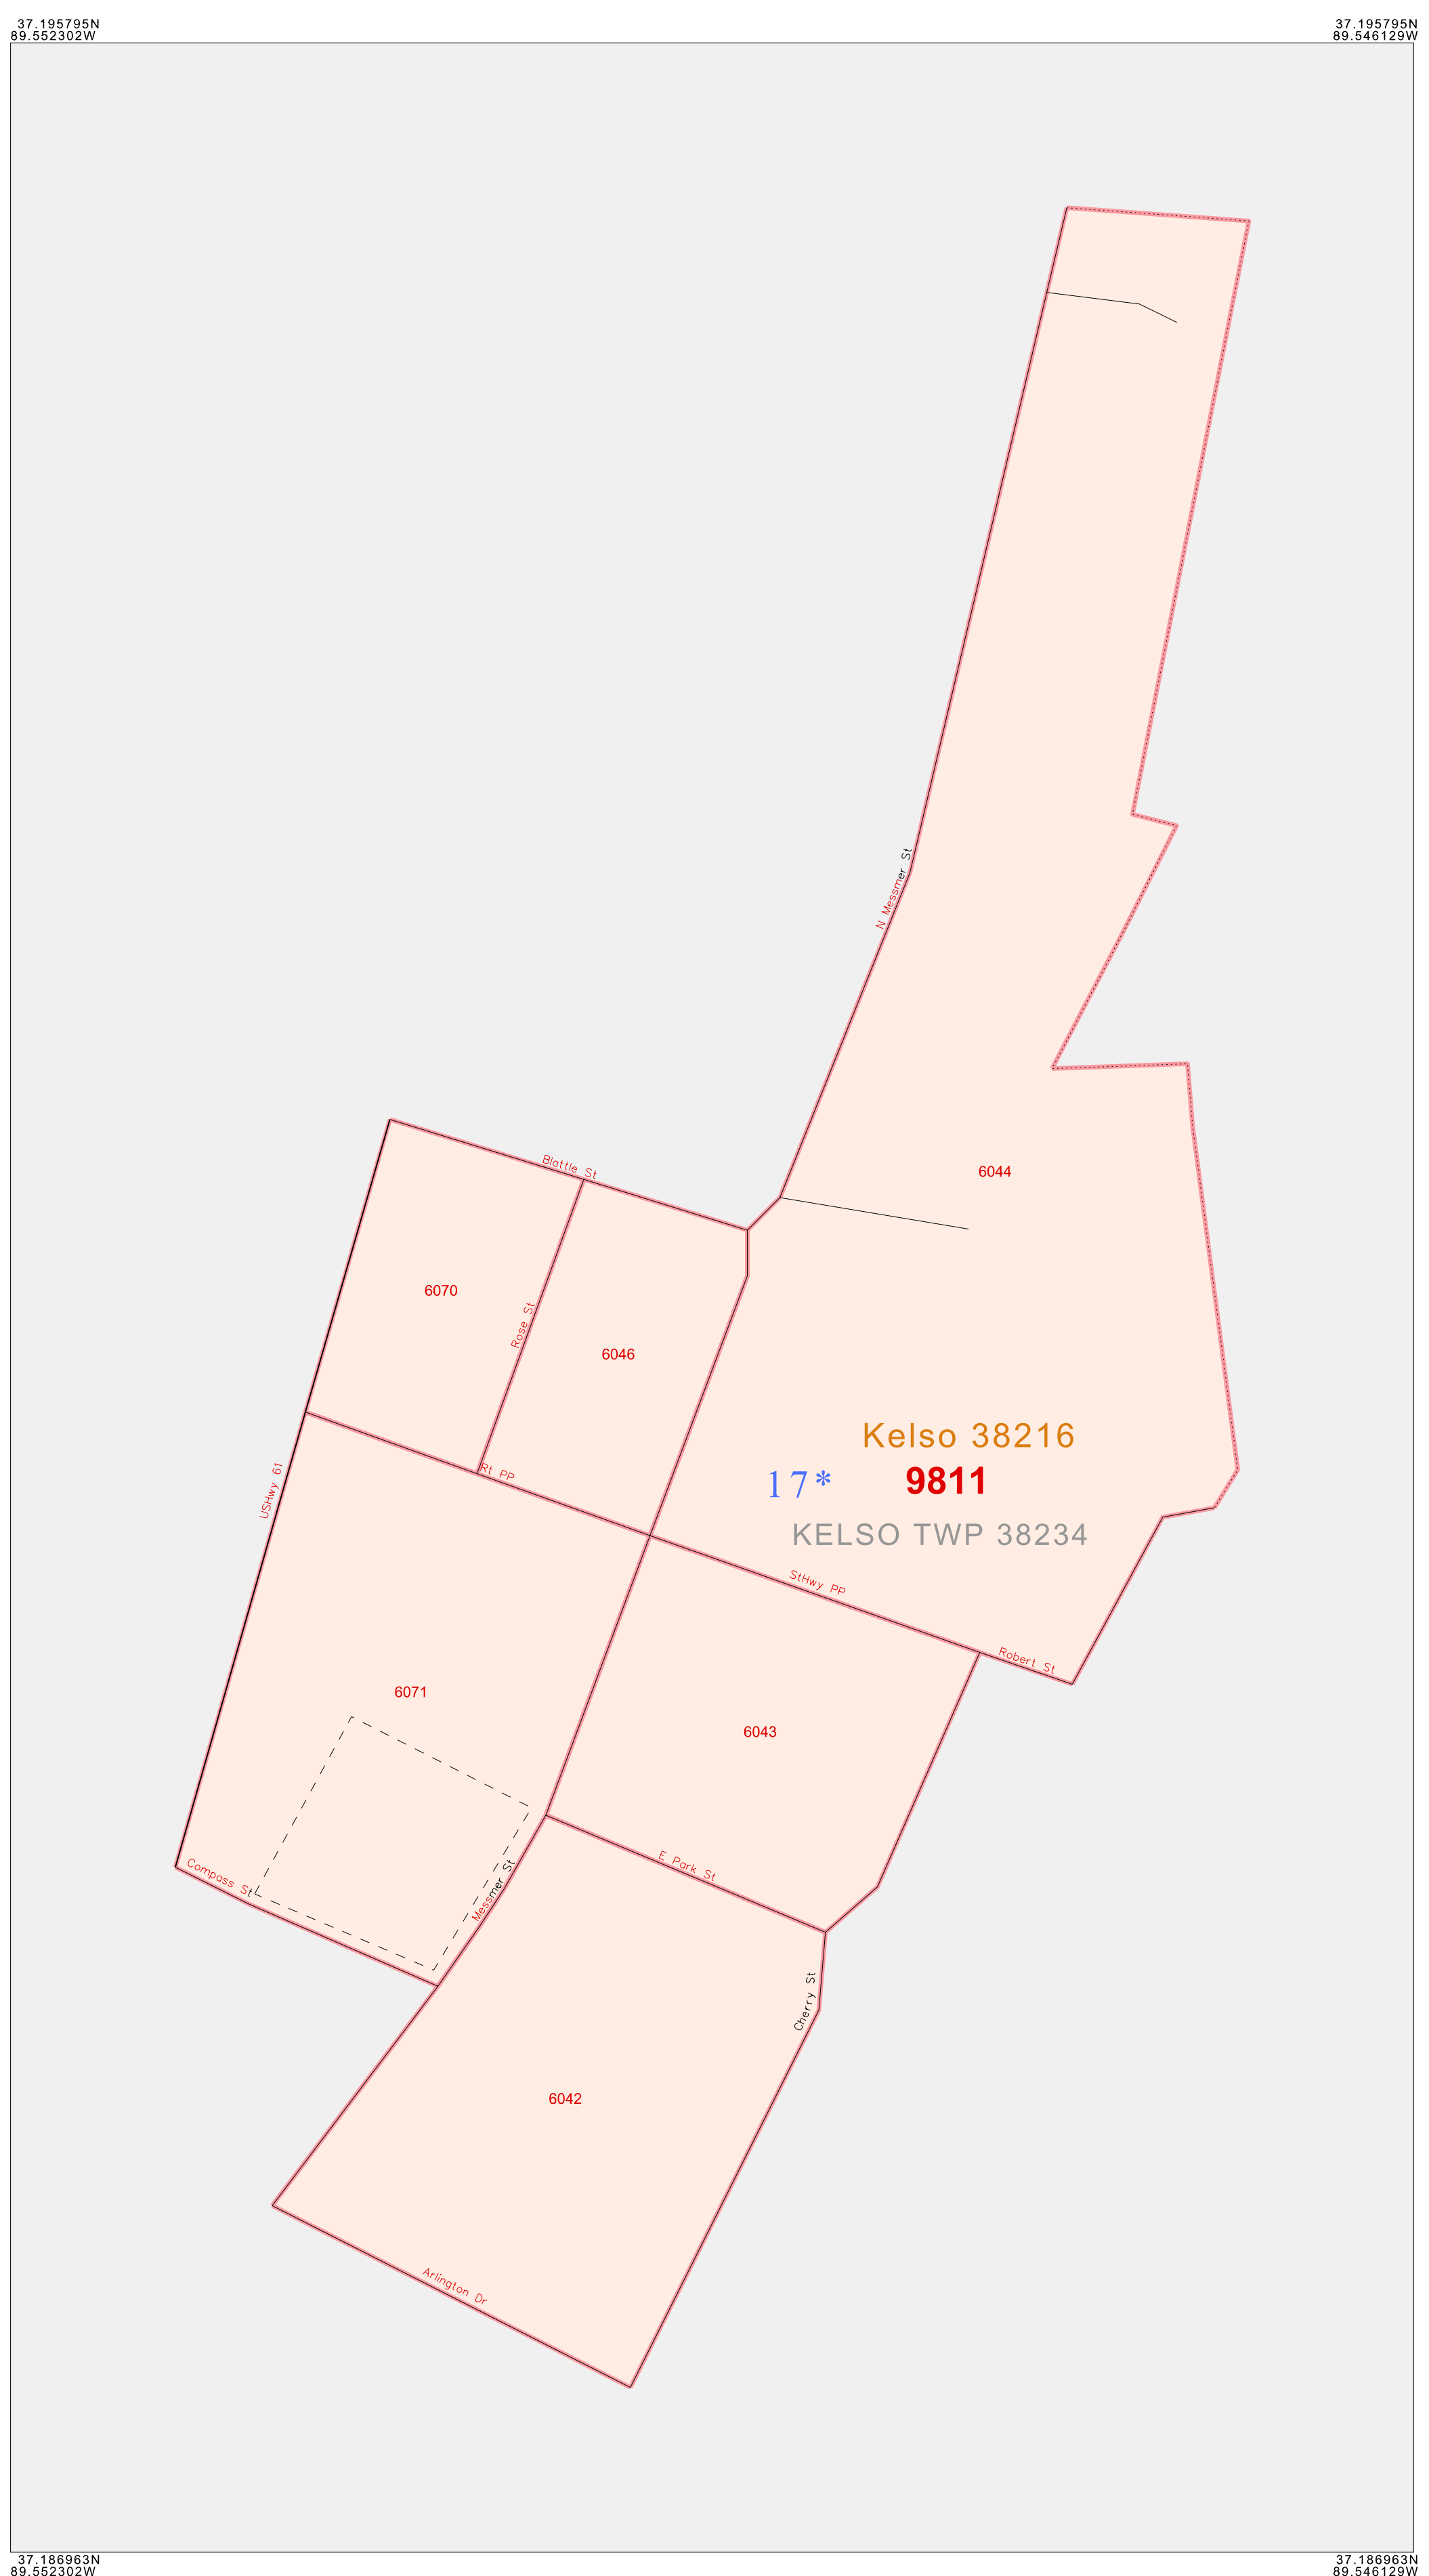 37.195795N
89.552302W
37.195795N
89.546129W
N Messmer St
Blattle St
6044
6070
Rose St
6046
Kelso 38216
17*
9811
KELSO TWP 38234
USHwy 61
Rt PP
StHwy PP
Robert St
6071
6043
Compass St
Messmer St
E Park St
Cherry St
6042
Arlington Dr
37.186963N
89.552302W
37.186963N
89.546129W